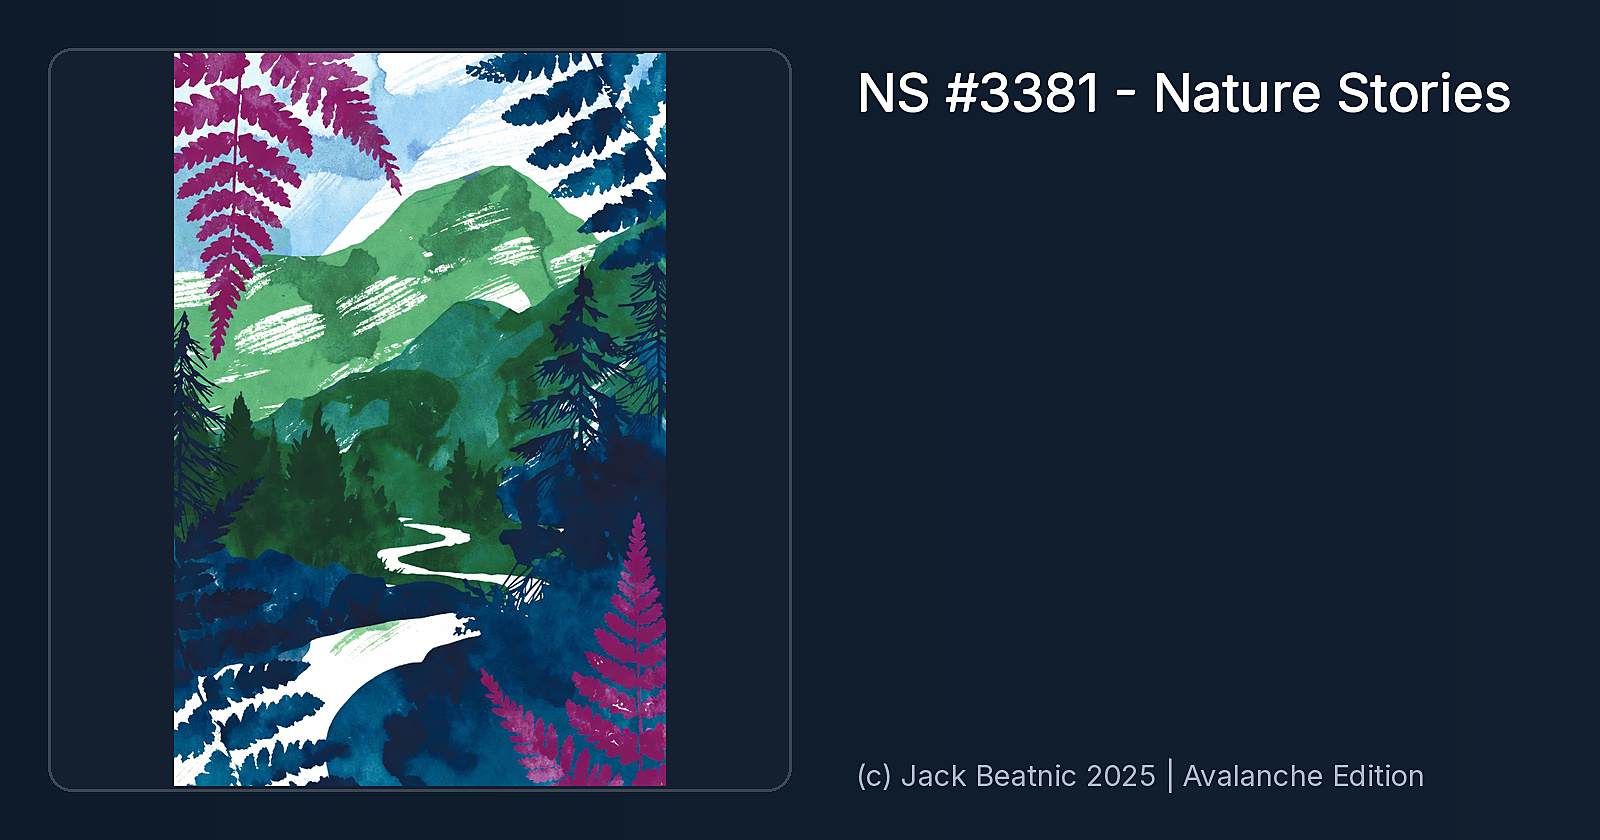 NS #3381 - Nature Stories
(c) Jack Beatnic 2025 | Avalanche Edition